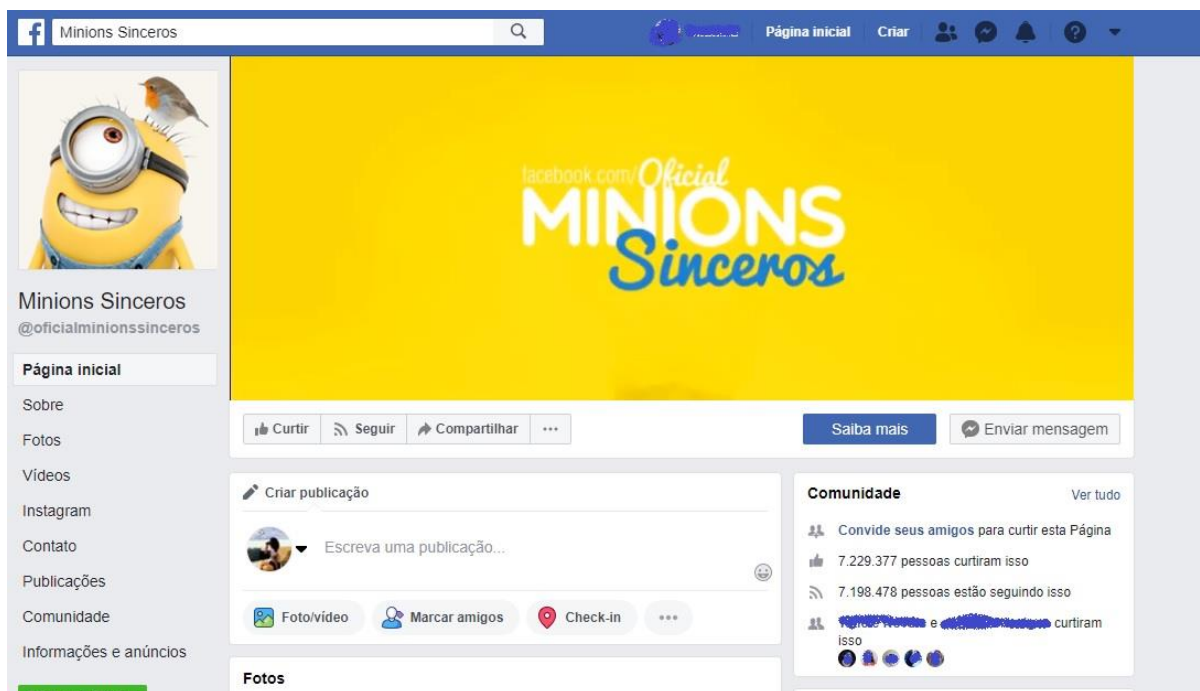 f
Minions Sinceros
Página inicial
Criar
facebook.com/Oficial
MINIONS
Sinceros
Minions Sinceros
@oficialminionssinceros
Página inicial
Sobre
Fotos
Vídeos
Instagram
Contato
Publicações
Comunidade
Informações e anúncios
Curtir
Seguir
Compartilhar
Saiba mais
Enviar mensagem
Criar publicação
Escreva uma publicação...
Foto/vídeo
Marcar amigos
Check-in
Fotos
Comunidade
Ver tudo
Convide seus amigos para curtir esta Página
7.229.377 pessoas curtiram isso
7.198.478 pessoas estão seguindo isso
e curtiram
isso